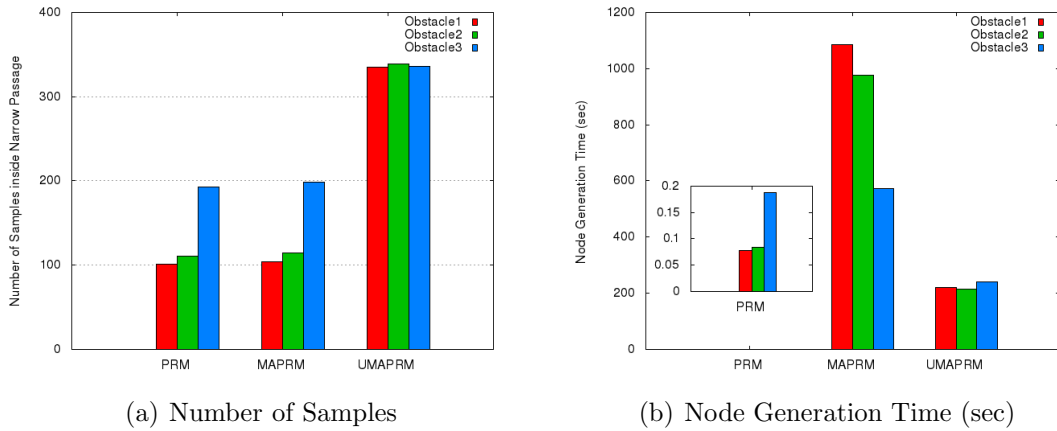 400
300
200
100
0
Number of Samples inside Narrow Passage
Obstacle1
Obstacle2
Obstacle3
PRM MAPRM UMAPRM
(a) Number of Samples
1200
1000
800
600
400
200
0
Node Generation Time (sec)
Obstacle1
Obstacle2
Obstacle3
0.2
0.15
0.1
0.05
0
PRM
PRM MAPRM UMAPRM
(b) Node Generation Time (sec)